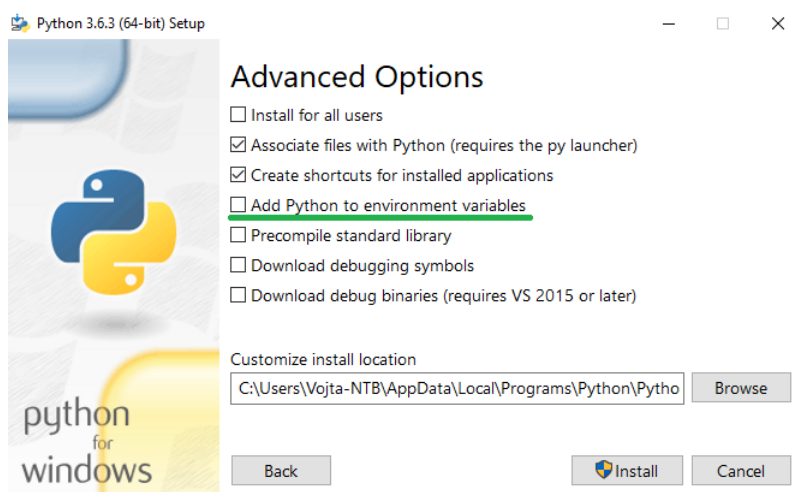 Python 3.6.3 (64-bit) Setup
Advanced Options
Install for all users
Associate files with Python (requires the py launcher)
Create shortcuts for installed applications
Add Python to environment variables
Precompile standard library
Download debugging symbols
Download debug binaries (requires VS 2015 or later)
Customize install location
C:\Users\Vojta-NTB\AppData\Local\Programs\Python\Pytho
Browse
python
for
windows
Back
Install
Cancel